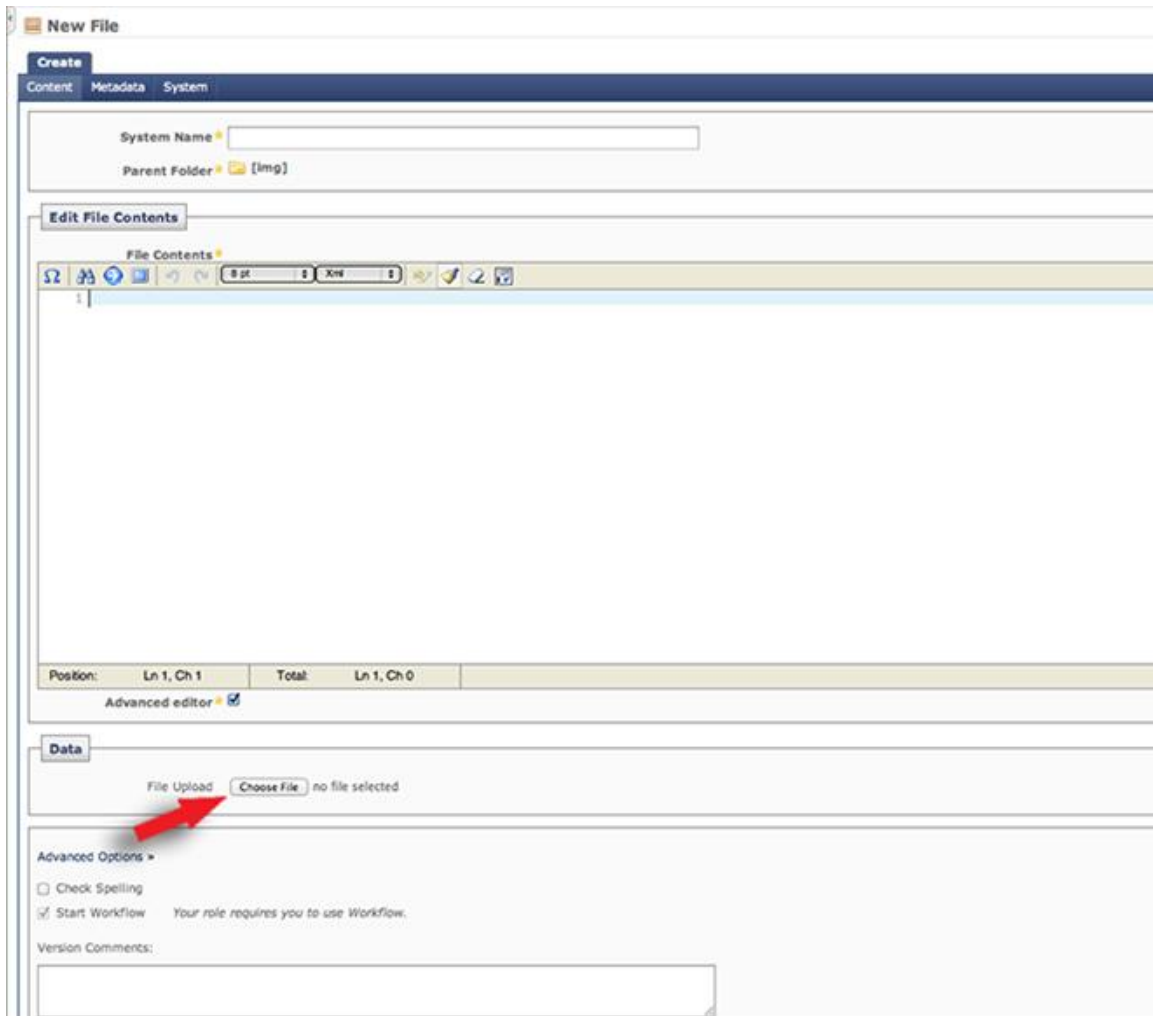 New File
Create
Content Metadata System
System Name*
Parent Folder* [img]
Edit File Contents
File Contents*
Ω 8 pt Xml
1
Position: Ln 1, Ch 1 Total: Ln 1, Ch 0
Advanced editor*
Data
File Upload Choose File no file selected
Advanced Options »
Check Spelling
Start Workflow Your role requires you to use Workflow.
Version Comments: